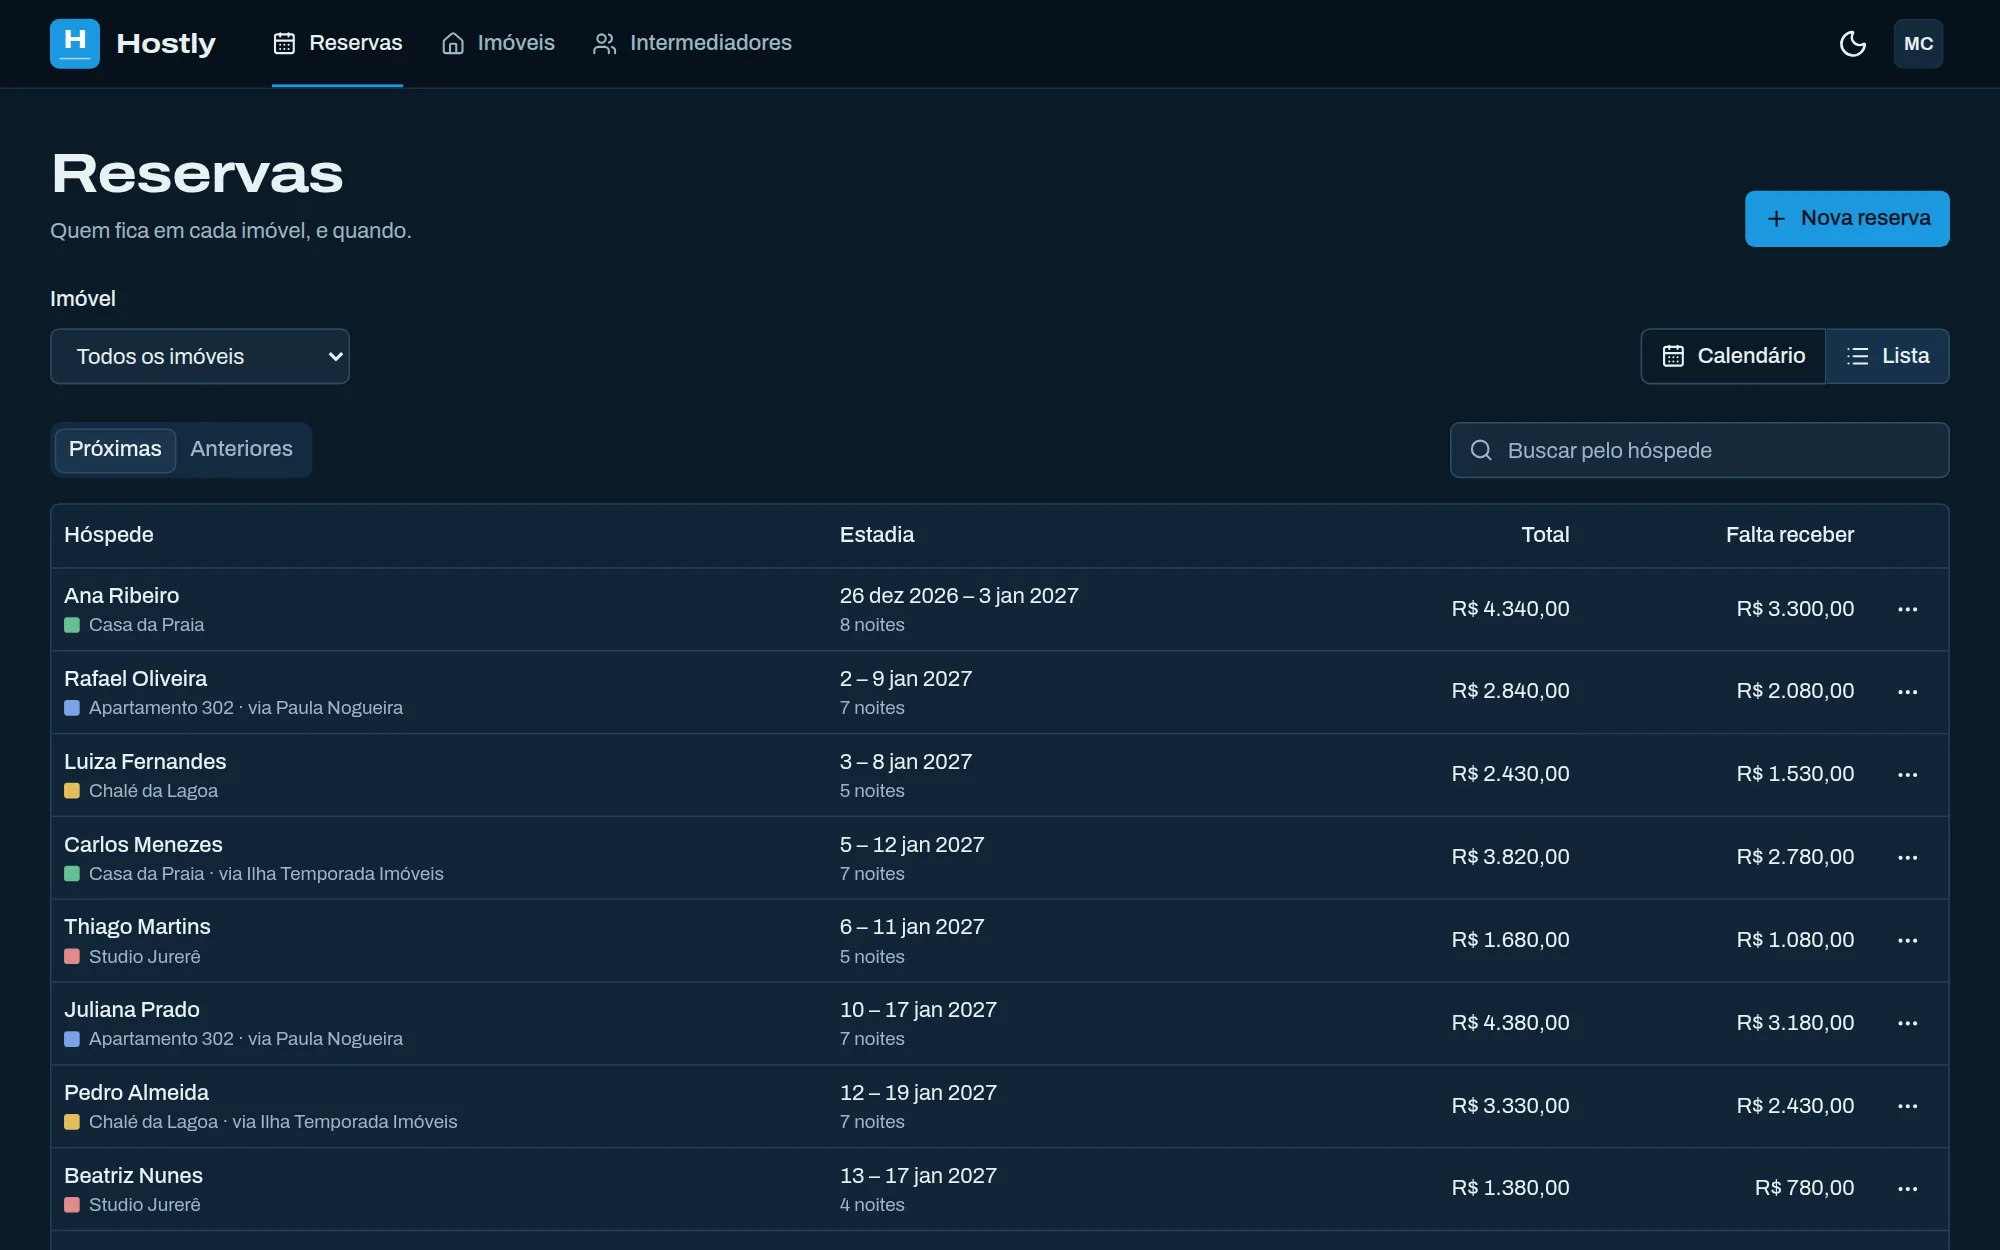 H Hostly Reservas Imóveis Intermediadores MC
Reservas
Quem fica em cada imóvel, e quando.
Nova reserva
Imóvel
Todos os imóveis
Calendário Lista
Próximas Anteriores
Buscar pelo hóspede
Hóspede Estadia Total Falta receber
Ana Ribeiro 26 dez 2026 – 3 jan 2027 R$ 4.340,00 R$ 3.300,00
Casa da Praia 8 noites
Rafael Oliveira 2 – 9 jan 2027 R$ 2.840,00 R$ 2.080,00
Apartamento 302 · via Paula Nogueira 7 noites
Luiza Fernandes 3 – 8 jan 2027 R$ 2.430,00 R$ 1.530,00
Chalé da Lagoa 5 noites
Carlos Menezes 5 – 12 jan 2027 R$ 3.820,00 R$ 2.780,00
Casa da Praia · via Ilha Temporada Imóveis 7 noites
Thiago Martins 6 – 11 jan 2027 R$ 1.680,00 R$ 1.080,00
Studio Jurerê 5 noites
Juliana Prado 10 – 17 jan 2027 R$ 4.380,00 R$ 3.180,00
Apartamento 302 · via Paula Nogueira 7 noites
Pedro Almeida 12 – 19 jan 2027 R$ 3.330,00 R$ 2.430,00
Chalé da Lagoa · via Ilha Temporada Imóveis 7 noites
Beatriz Nunes 13 – 17 jan 2027 R$ 1.380,00 R$ 780,00
Studio Jurerê 4 noites